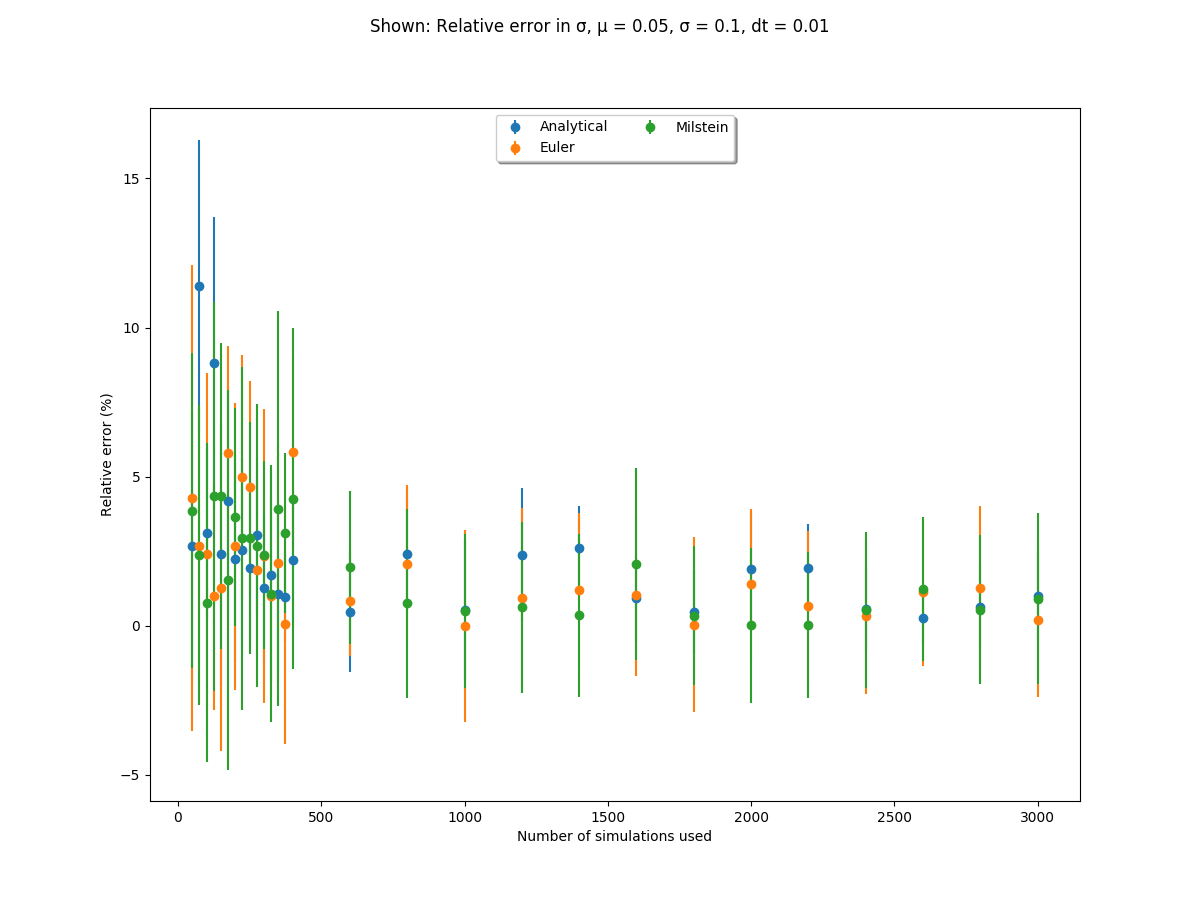 Shown: Relative error in σ, μ = 0.05, σ = 0.1, dt = 0.01
Analytical
Euler
Milstein
15
10
5
0
−5
Relative error (%)
0 500 1000 1500 2000 2500 3000
Number of simulations used